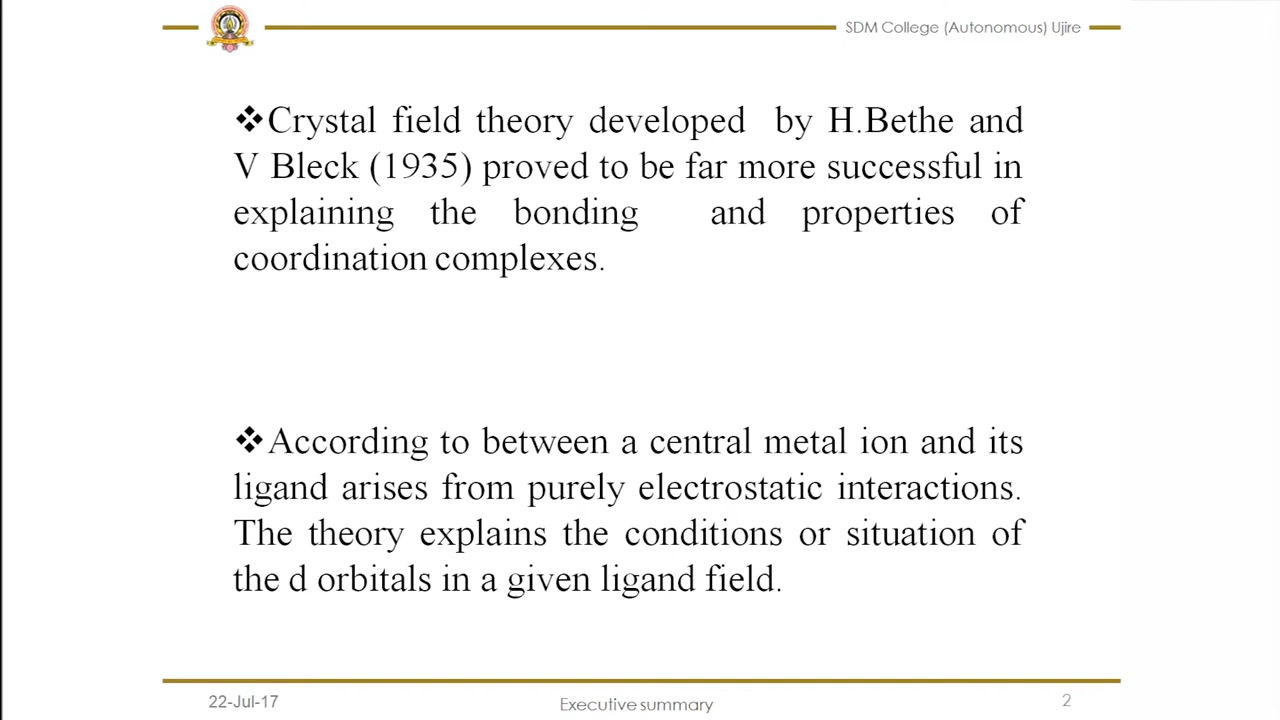 SDM College (Autonomous) Ujire
❖Crystal field theory developed by H.Bethe and
V Bleck (1935) proved to be far more successful in
explaining the bonding and properties of
coordination complexes.
❖According to between a central metal ion and its
ligand arises from purely electrostatic interactions.
The theory explains the conditions or situation of
the d orbitals in a given ligand field.
22-Jul-17
Executive summary
2